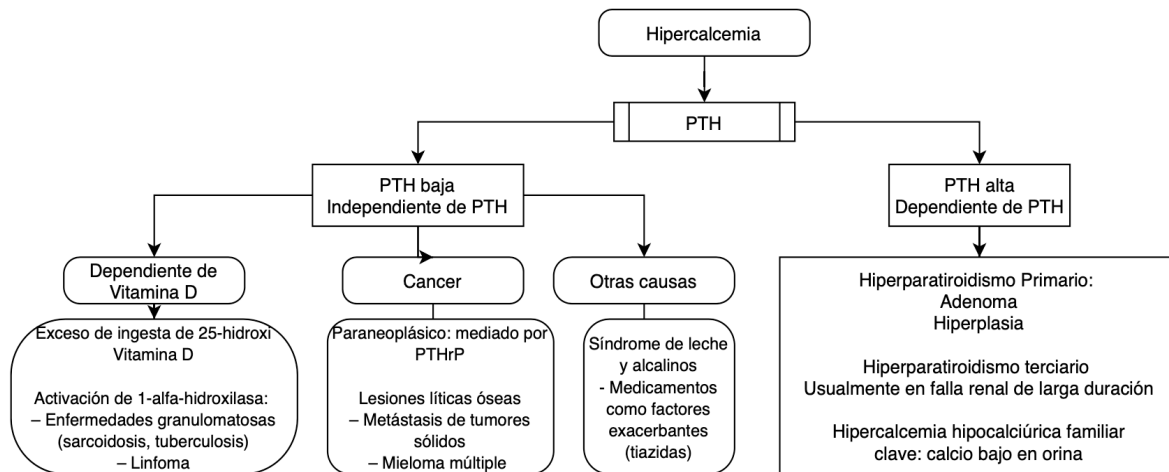 Hipercalcemia
PTH
PTH baja
Independiente de PTH
PTH alta
Dependiente de PTH
Dependiente de
Vitamina D
Cancer
Otras causas
Exceso de ingesta de 25-hidroxi
Vitamina D
Activación de 1-alfa-hidroxilasa:
– Enfermedades granulomatosas
(sarcoidosis, tuberculosis)
– Linfoma
Paraneoplásico: mediado por
PTHrP
Lesiones líticas óseas
– Metástasis de tumores
sólidos
– Mieloma múltiple
Síndrome de leche
y alcalinos
- Medicamentos
como factores
exacerbantes
(tiazidas)
Hiperparatiroidismo Primario:
Adenoma
Hiperplasia
Hiperparatiroidismo terciario
Usualmente en falla renal de larga duración
Hipercalcemia hipocalciúrica familiar
clave: calcio bajo en orina